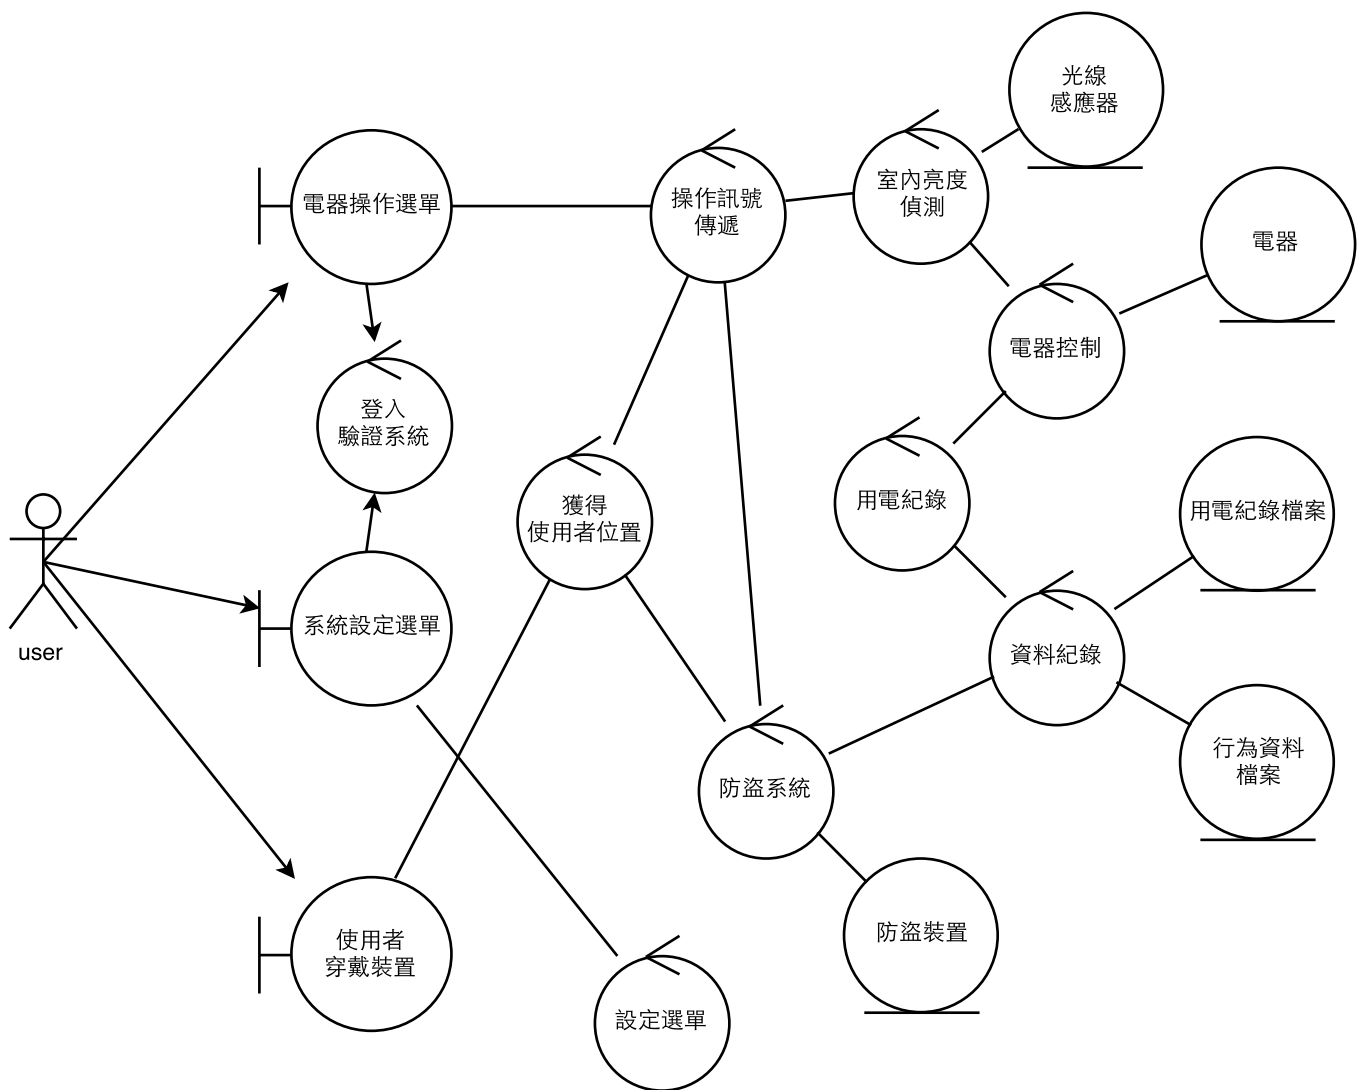 光線
感應器
電器操作選單
操作訊號
傳遞
室內亮度
偵測
電器
電器控制
登入
驗證系統
獲得
使用者位置
用電紀錄
用電紀錄檔案
user
系統設定選單
資料紀錄
行為資料
檔案
防盜系統
使用者
穿戴裝置
防盜裝置
設定選單